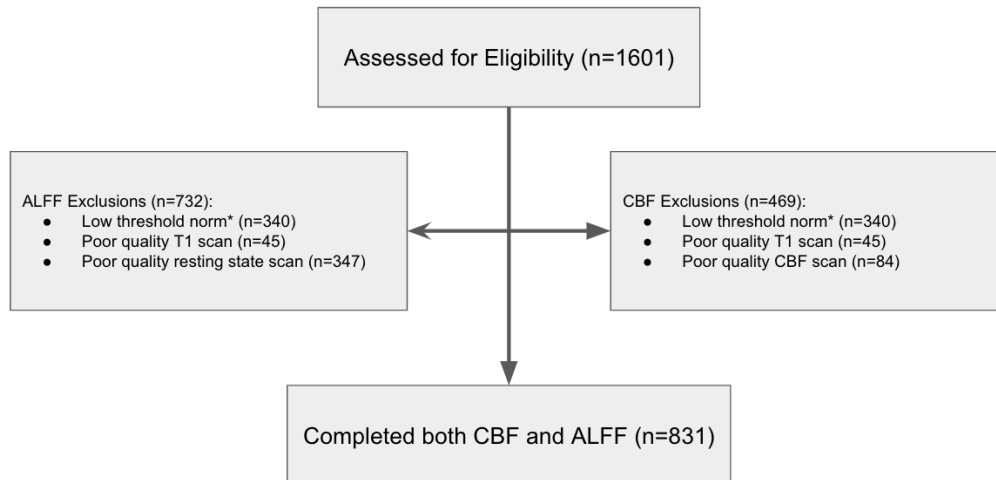 Assessed for Eligibility (n=1601)
ALFF Exclusions (n=732):
● Low threshold norm* (n=340)
● Poor quality T1 scan (n=45)
● Poor quality resting state scan (n=347)
CBF Exclusions (n=469):
● Low threshold norm* (n=340)
● Poor quality T1 scan (n=45)
● Poor quality CBF scan (n=84)
Completed both CBF and ALFF (n=831)